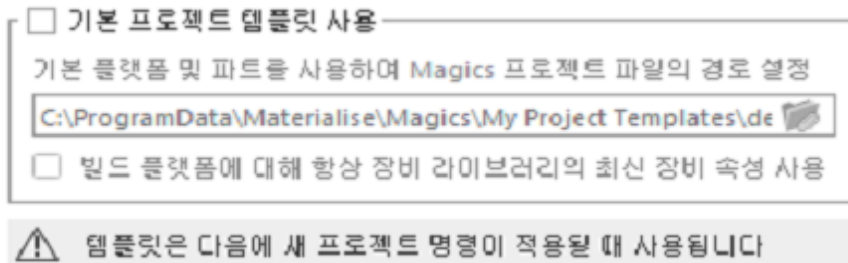 기본 프로젝트 템플릿 사용
기본 플랫폼 및 파트를 사용하여 Magics 프로젝트 파일의 경로 설정
C:\ProgramData\Materialise\Magics\My Project Templates\de
빌드 플랫폼에 대해 항상 장비 라이브러리의 최신 장비 속성 사용
템플릿은 다음에 새 프로젝트 명령이 적용될 때 사용됩니다